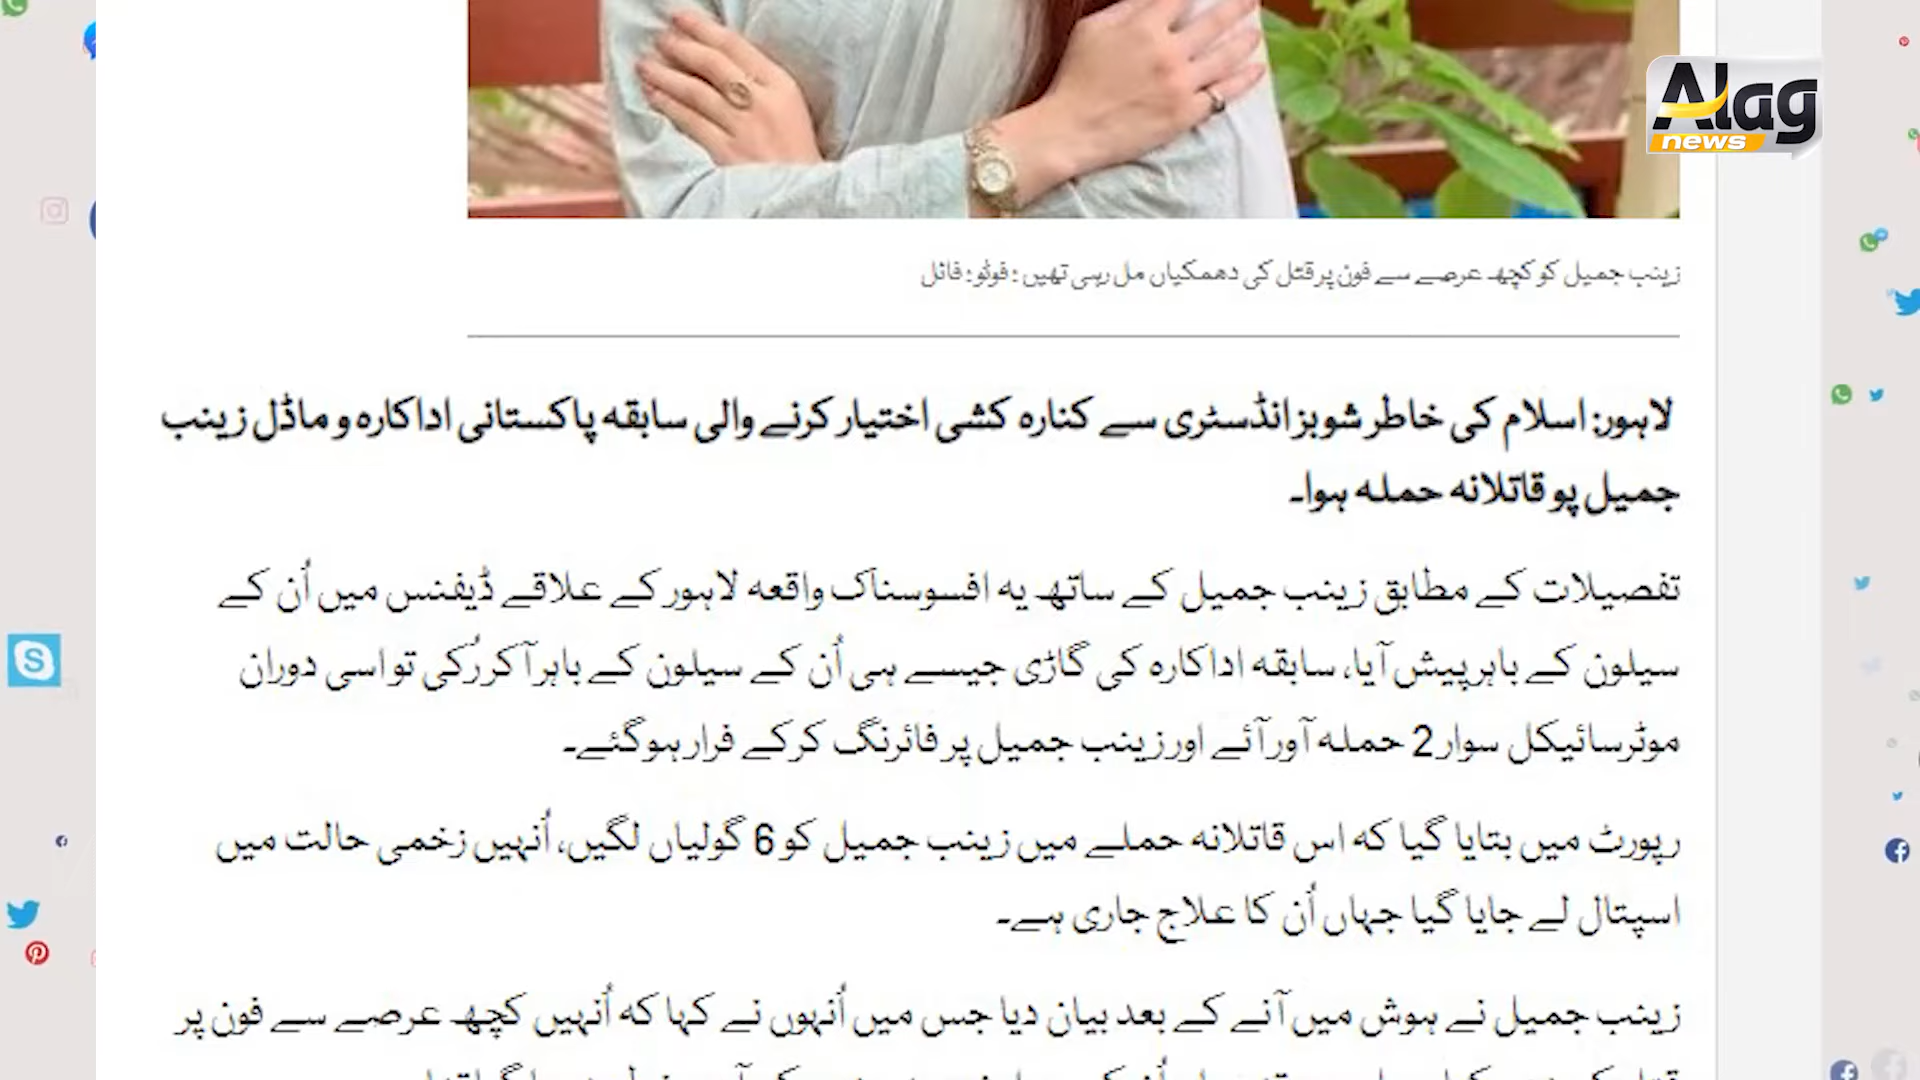 Alag
news
زینب جمیل کو کچھ عرصے سے فون پر قتل کی دھمکیاں مل رہی تھیں ؛ فوٹو؛ فائل
لاہور: اسلام کی خاطر شوبز انڈسٹری سے کنارہ کشی اختیار کرنے والی سابقہ پاکستانی اداکارہ و ماڈل زینب
جمیل پو قاتلانہ حملہ ہوا۔
تفصیلات کے مطابق زینب جمیل کے ساتھ یہ افسوسناک واقعہ لاہور کے علاقے ڈیفنس میں اُن کے
سیلون کے باہر پیش آیا، سابقہ اداکارہ کی گاڑی جیسے ہی اُن کے سیلون کے باہر آکر رُکی تو اسی دوران
موٹرسائیکل سوار 2 حملہ آور آئے اور زینب جمیل پر فائرنگ کرکے فرار ہوگئے۔
رپورٹ میں بتایا گیا کہ اس قاتلانہ حملے میں زینب جمیل کو 6 گولیاں لگیں، اُنہیں زخمی حالت میں
اسپتال لے جایا گیا جہاں اُن کا علاج جاری ہے۔
زینب جمیل نے ہوش میں آنے کے بعد بیان دیا جس میں اُنہوں نے کہا کہ اُنہیں کچھ عرصے سے فون پر